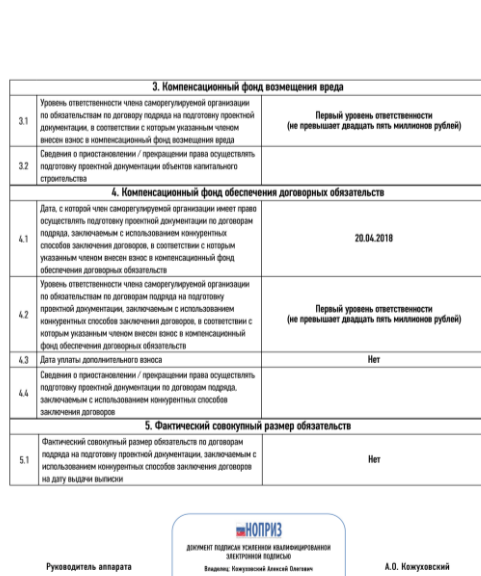 3. Компенсационный фонд возмещения вреда
3.1
Уровень ответственности члена саморегулируемой организации
по обязательствам по договору подряда на подготовку проектной
документации, в соответствии с которым указанным членом
внесен взнос в компенсационный фонд возмещения вреда
Первый уровень ответственности
(не превышает двадцать пять миллионов рублей)
3.2
Сведения о приостановлении / прекращении права осуществлять
подготовку проектной документации объектов капитального
строительства
4. Компенсационный фонд обеспечения договорных обязательств
4.1
Дата, с которой член саморегулируемой организации имеет право
осуществлять подготовку проектной документации по договорам
подряда, заключаемым с использованием конкурентных
способов заключения договоров, в соответствии с которым
указанным членом внесен взнос в компенсационный фонд
обеспечения договорных обязательств
20.04.2018
4.2
Уровень ответственности члена саморегулируемой организации
по обязательствам по договорам подряда на подготовку
проектной документации, заключаемым с использованием
конкурентных способов заключения договоров, в соответствии с
которым указанным членом внесен взнос в компенсационный
фонд обеспечения договорных обязательств
Первый уровень ответственности
(не превышает двадцать пять миллионов рублей)
4.3
Дата уплаты дополнительного взноса
Нет
4.4
Сведения о приостановлении / прекращении права осуществлять
подготовку проектной документации по договорам подряда,
заключаемым с использованием конкурентных способов
заключения договоров
5. Фактический совокупный размер обязательств
5.1
Фактический совокупный размер обязательств по договорам
подряда на подготовку проектной документации, заключаемым с
использованием конкурентных способов заключения договоров
на дату выдачи выписки
Нет
НОПРИЗ
ДОКУМЕНТ ПОДПИСАН УСИЛЕННОЙ КВАЛИФИЦИРОВАННОЙ
ЭЛЕКТРОННОЙ ПОДПИСЬЮ
Руководитель аппарата
Владелец: Кожуховский Алексей Олегович
А.О. Кожуховский